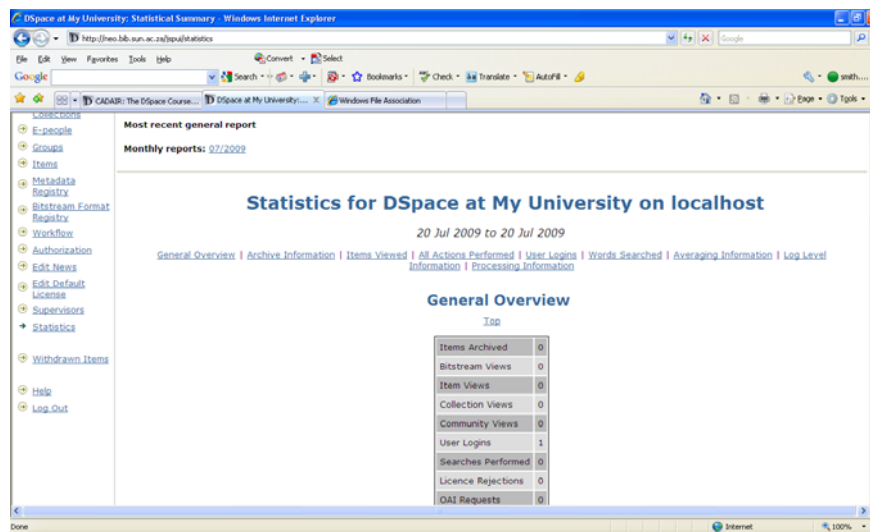 DSpace at My University: Statistical Summary - Windows Internet Explorer
http://neo.bib.sun.ac.za/jspui/statistics
Google
Convert
Select
File Edit View Favorites Tools Help
Google
Search
Bookmarks
Check
Translate
AutoFill
smith....
CADAIR: The DSpace Course...
DSpace at My University:... X
Windows File Association
Page
Tools
Collections
E-people
Groups
Items
Metadata
Registry
Bitstream Format
Registry
Workflow
Authorization
Edit News
Edit Default
License
Supervisors
Statistics
Withdrawn Items
Help
Log Out
Most recent general report
Monthly reports: 07/2009
Statistics for DSpace at My University on localhost
20 Jul 2009 to 20 Jul 2009
General Overview | Archive Information | Items Viewed | All Actions Performed | User Logins | Words Searched | Averaging Information | Log Level
Information | Processing Information
General Overview
Top
Items Archived 0
Bitstream Views 0
Item Views 0
Collection Views 0
Community Views 0
User Logins 1
Searches Performed 0
Licence Rejections 0
OAI Requests 0
Done
Internet
100%